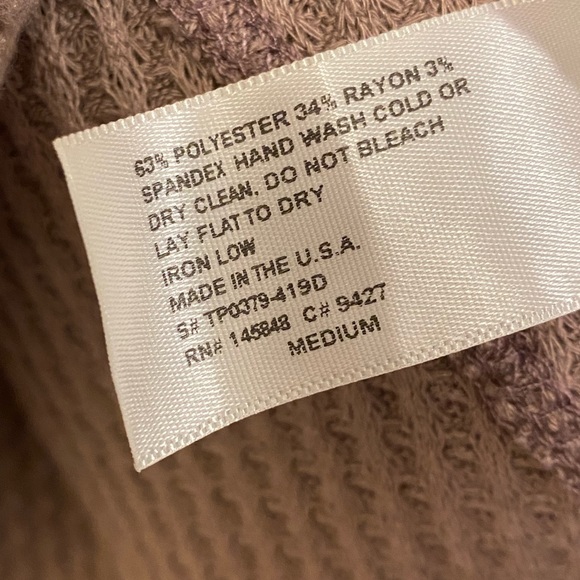 63% POLYESTER 34% RAYON 3%
SPANDEX HAND WASH COLD OR
DRY CLEAN. DO NOT BLEACH
LAY FLAT TO DRY
IRON LOW
MADE IN THE U.S.A.
S# TP0379-419D
RN# 145848 C# 9427
MEDIUM